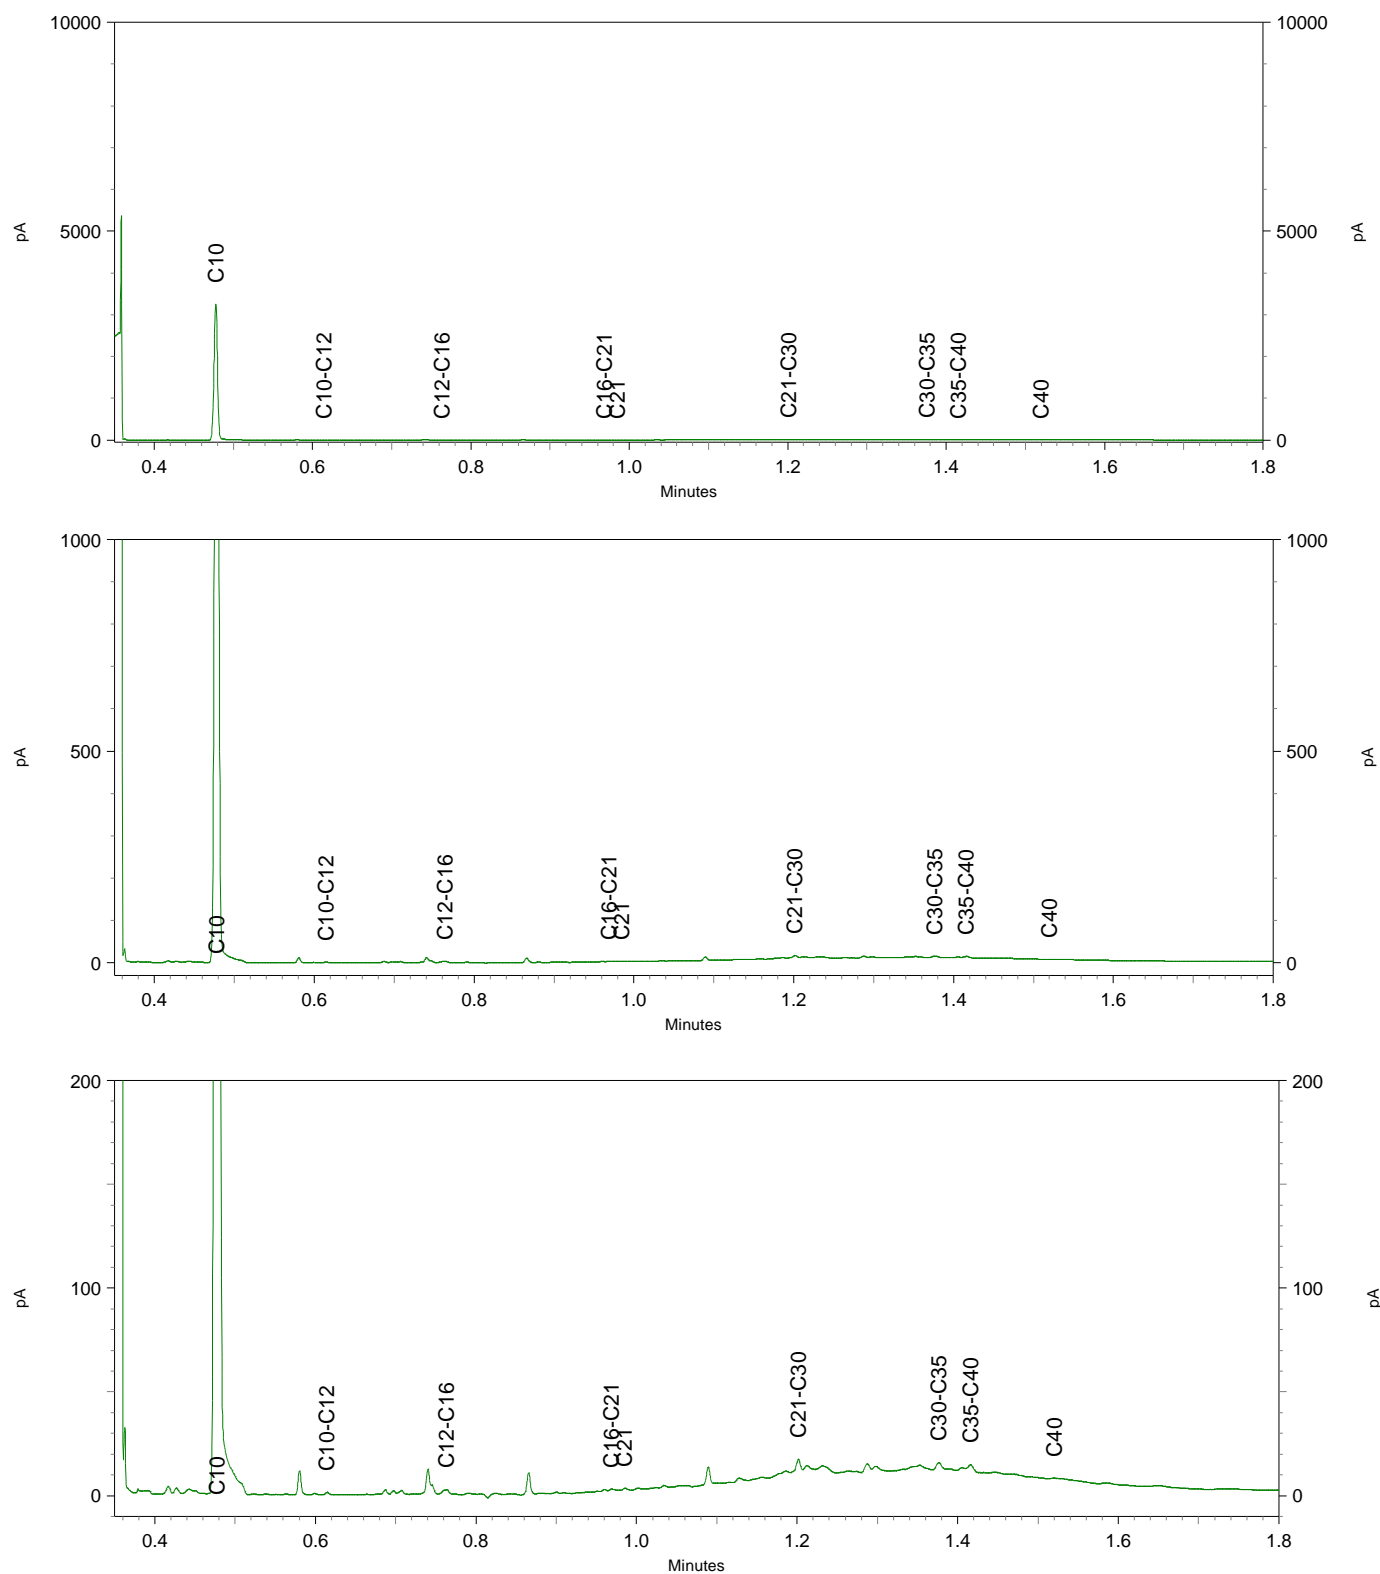 10000 10000
pA 5000 5000 pA
C10
C10-C12 C12-C16 C16-C21 C21 C21-C30 C30-C35 C35-C40 C40
0 0
0.4 0.6 0.8 1.0 1.2 1.4 1.6 1.8
Minutes
1000 1000
pA 500 500 pA
C10 C10-C12 C12-C16 C16-C21 C21 C21-C30 C30-C35 C35-C40 C40
0 0
0.4 0.6 0.8 1.0 1.2 1.4 1.6 1.8
Minutes
200 200
pA 100 100 pA
C10 C10-C12 C12-C16 C16-C21 C21 C21-C30 C30-C35 C35-C40 C40
0 0
0.4 0.6 0.8 1.0 1.2 1.4 1.6 1.8
Minutes